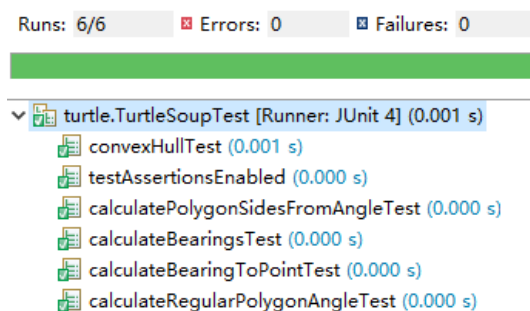 Runs: 6/6 Errors: 0 Failures: 0
turtle.TurtleSoupTest [Runner: JUnit 4] (0.001 s)
convexHullTest (0.001 s)
testAssertionsEnabled (0.000 s)
calculatePolygonSidesFromAngleTest (0.000 s)
calculateBearingsTest (0.000 s)
calculateBearingToPointTest (0.000 s)
calculateRegularPolygonAngleTest (0.000 s)